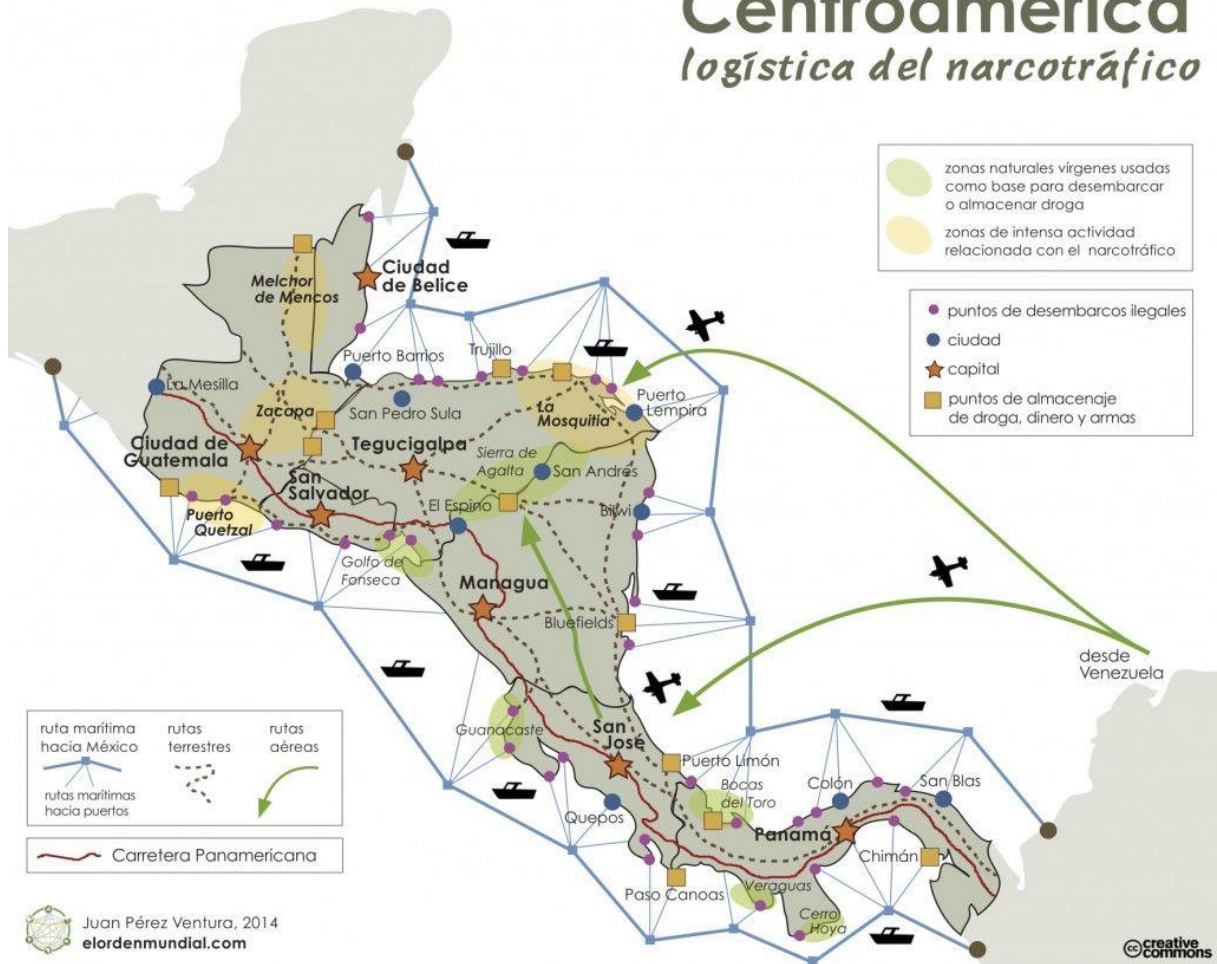 Centroamérica
logística del narcotráfico
zonas naturales vírgenes usadas
como base para desembarcar
o almacenar droga
zonas de intensa actividad
relacionada con el narcotráfico
puntos de desembarcos ilegales
ciudad
capital
puntos de almacenaje
de droga, dinero y armas
Ciudad
de Belice
Melchor
de Mencos
Puerto Barrios
Trujillo
La Mesilla
San Pedro Sula
Puerto
Lempira
La
Mosquitia
Zacapa
Ciudad de
Guatemala
Tegucigalpa
Sierra de
Agalta
San Andrés
San
Salvador
El Espino
Bilwi
Puerto
Quetzal
Golfo de
Fonseca
Managua
Bluefields
desde
Venezuela
Guanacaste
San
José
Puerto Limón
Bocas
del Toro
Colón
San Blas
Quepos
Panamá
Chimán
Paso Canoas
Veraguas
Cerro
Hoya
ruta marítima
hacia México
rutas
terrestres
rutas
aéreas
rutas marítimas
hacia puertos
Carretera Panamericana
Juan Pérez Ventura, 2014
elordenmundial.com
cc creative
commons